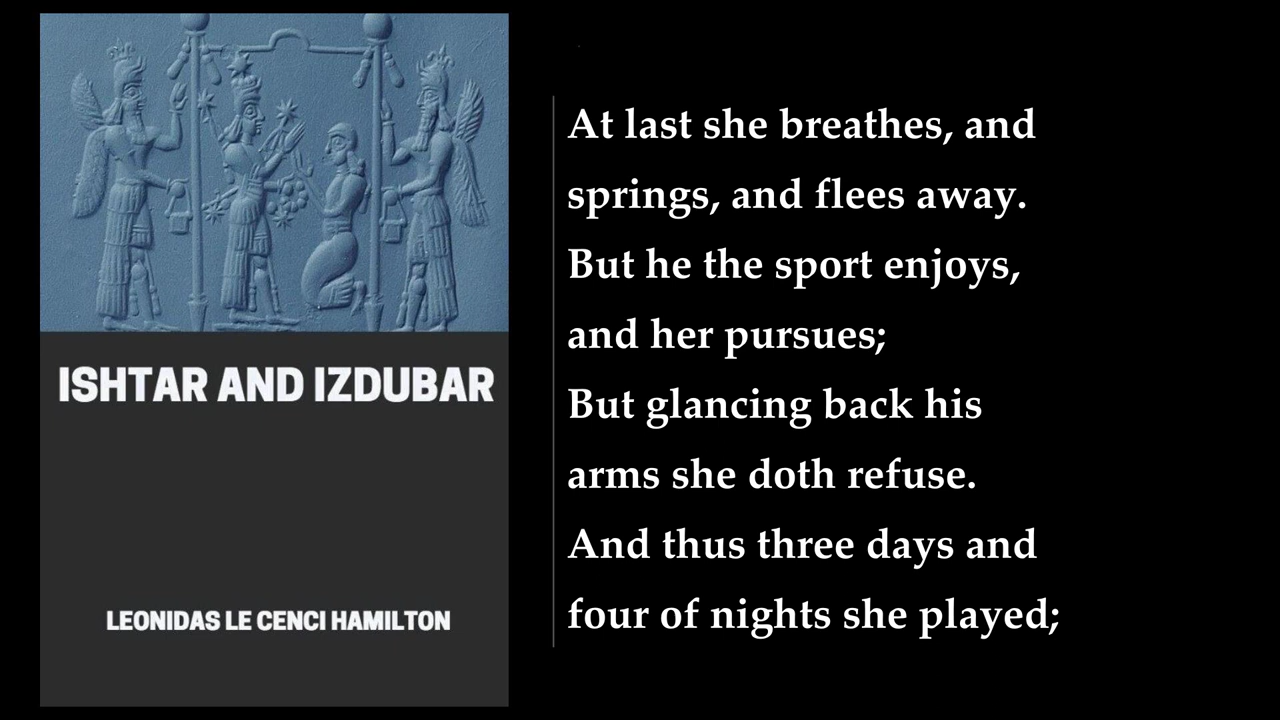 ISHTAR AND IZDUBAR
LEONIDAS LE CENCI HAMILTON
At last she breathes, and
springs, and flees away.
But he the sport enjoys,
and her pursues;
But glancing back his
arms she doth refuse.
And thus three days and
four of nights she played;